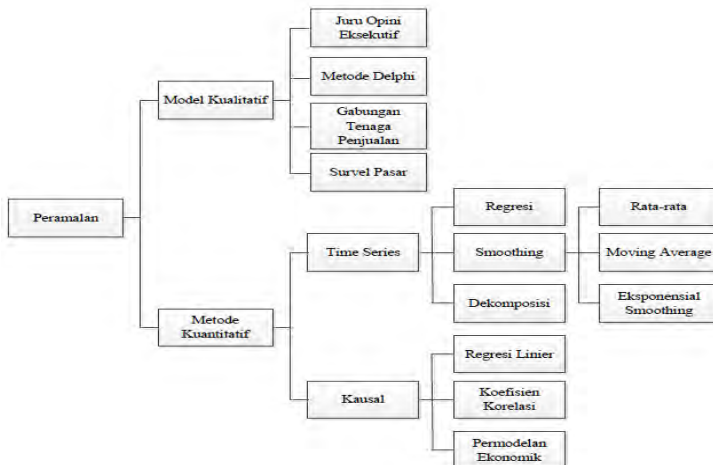 Juru Opini
Eksekutif
Model Kualitatif
Metode Delphi
Gabungan
Tenaga
Penjualan
Survel Pasar
Peramalan
Regresi
Rata-rata
Time Series
Smoothing
Moving Average
Dekomposisi
Eksponensial
Smoothing
Metode
Kuantitatif
Regresi Linier
Kausal
Koefisien
Korelasi
Permodelan
Ekonomik